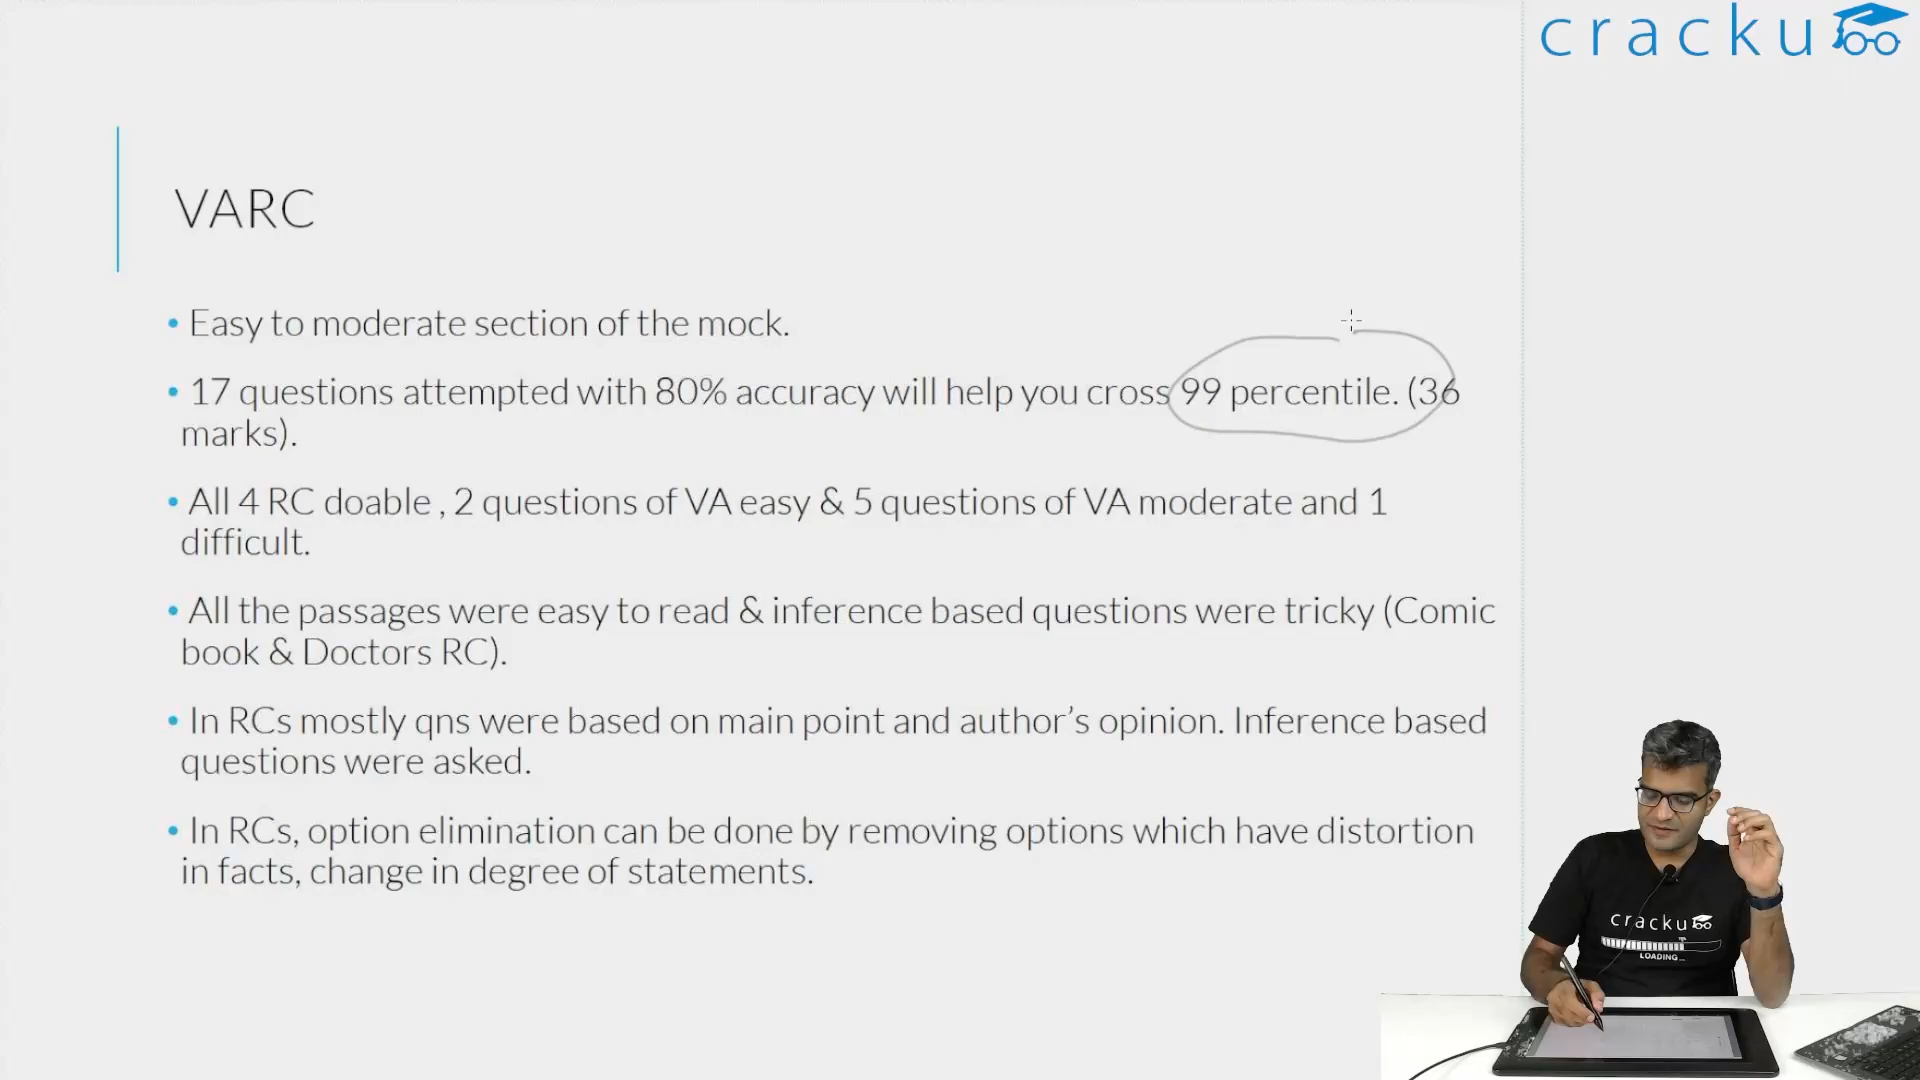 cracku
VARC
• Easy to moderate section of the mock.
• 17 questions attempted with 80% accuracy will help you cross 99 percentile. (36
marks).
• All 4 RC doable , 2 questions of VA easy & 5 questions of VA moderate and 1
difficult.
• All the passages were easy to read & inference based questions were tricky (Comic
book & Doctors RC).
• In RCs mostly qns were based on main point and author’s opinion. Inference based
questions were asked.
• In RCs, option elimination can be done by removing options which have distortion
in facts, change in degree of statements.
cracku
LOADING...